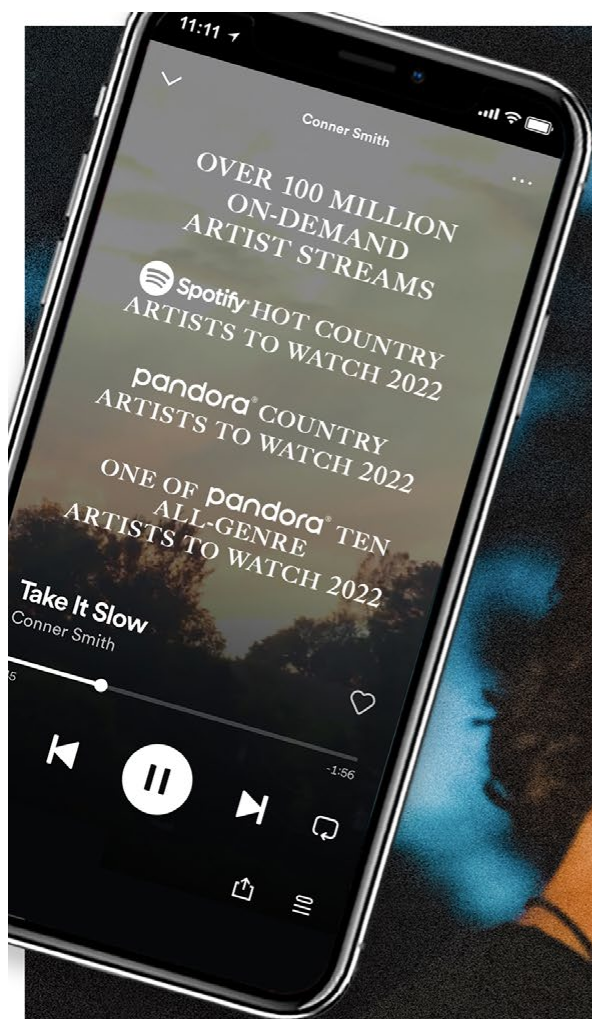 11:11
Conner Smith
OVER 100 MILLION
ON-DEMAND
ARTIST STREAMS
Spotify® HOT COUNTRY
ARTISTS TO WATCH 2022
pandora® COUNTRY
ARTISTS TO WATCH 2022
ONE OF pandora® TEN
ALL-GENRE
ARTISTS TO WATCH 2022
Take It Slow
Conner Smith
-1:56